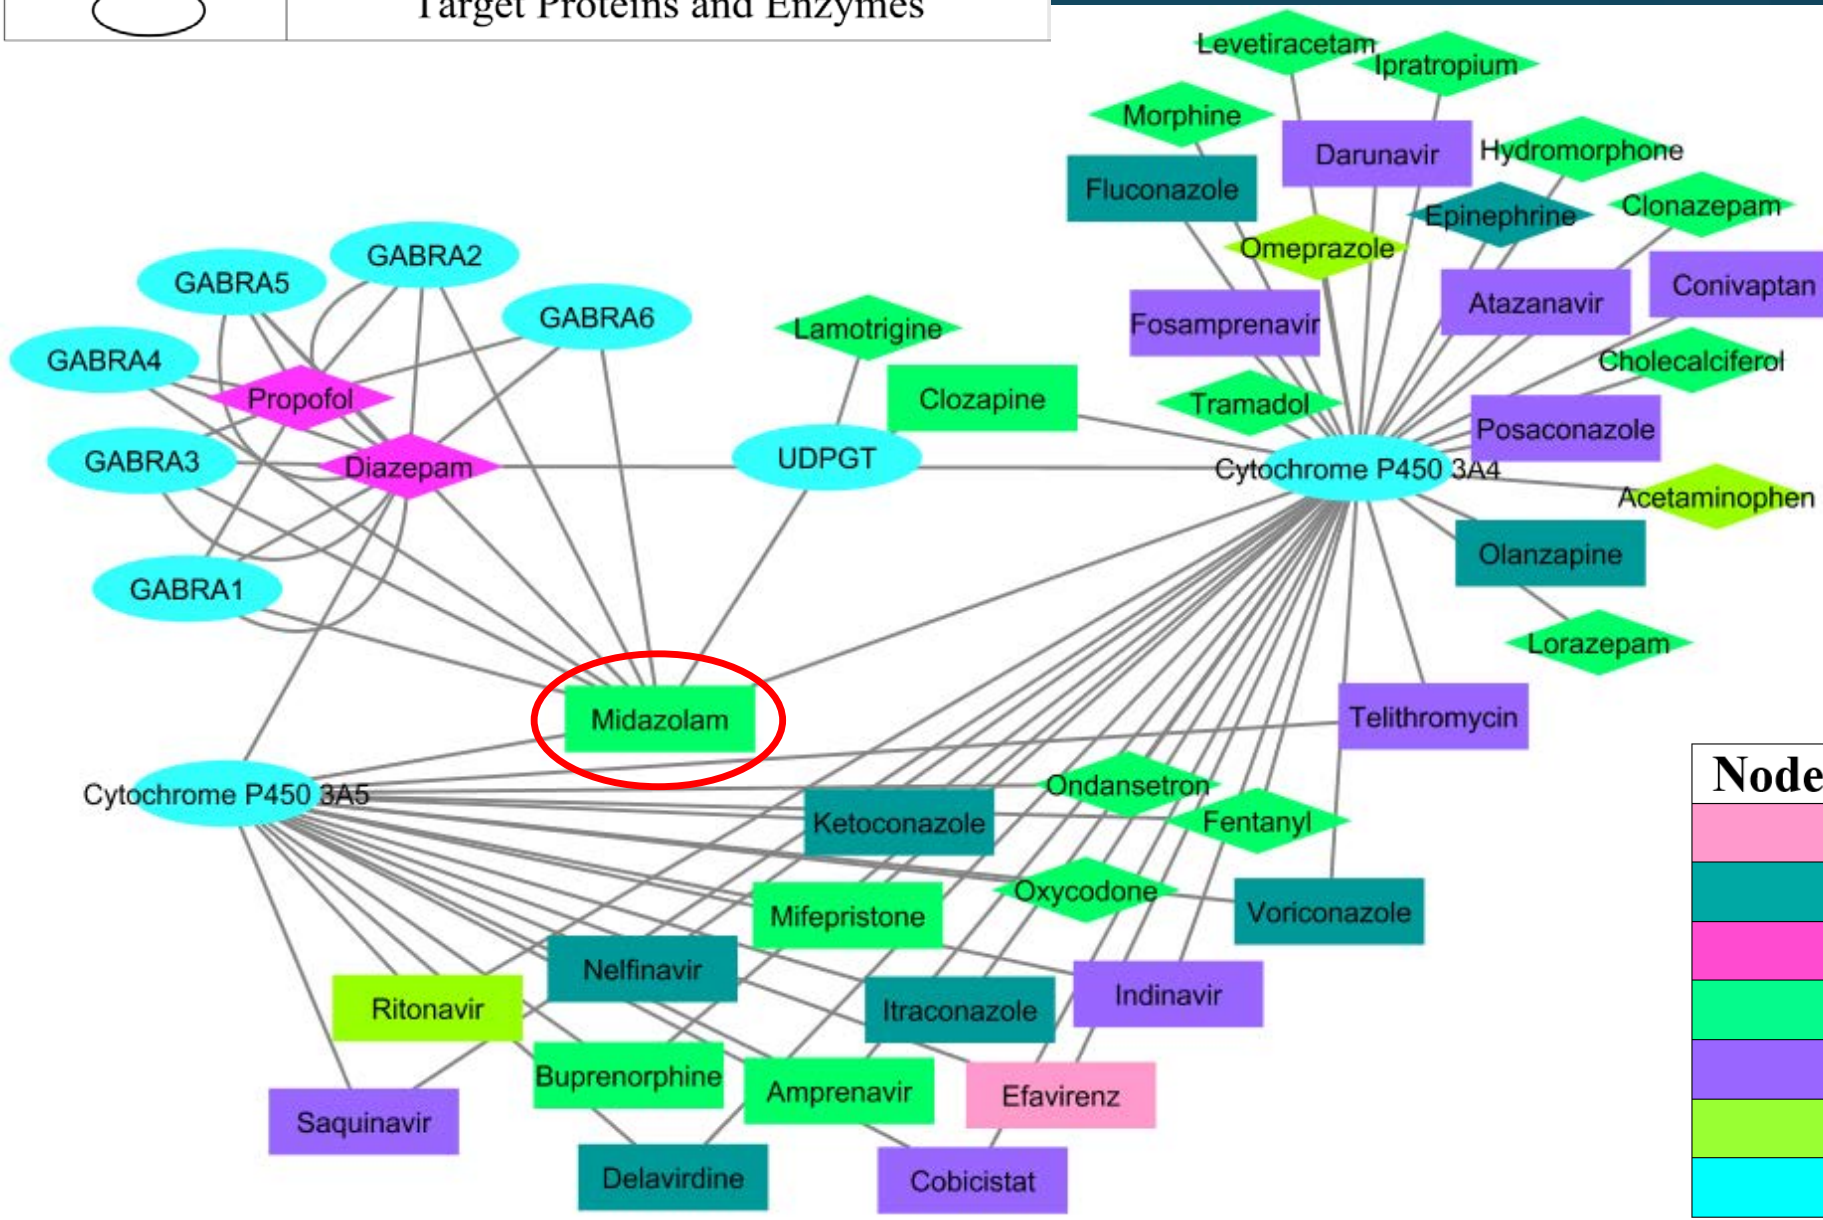 Target Proteins and Enzymes
Levetiracetam
Ipratropium
Morphine
Darunavir
Hydromorphone
Fluconazole
Epinephrine
Clonazepam
Omeprazole
GABRA2
GABRA5
GABRA6
Conivaptan
Atazanavir
Fosamprenavir
Lamotrigine
GABRA4
Cholecalciferol
Propofol
Clozapine
Tramadol
Posaconazole
GABRA3
Diazepam
UDPGT
Cytochrome P450 3A4
Acetaminophen
Olanzapine
GABRA1
Lorazepam
Midazolam
Telithromycin
Node
Cytochrome P450 3A5
Ondansetron
Ketoconazole
Fentanyl
Oxycodone
Mifepristone
Voriconazole
Nelfinavir
Indinavir
Ritonavir
Itraconazole
Buprenorphine
Amprenavir
Efavirenz
Saquinavir
Delavirdine
Cobicistat